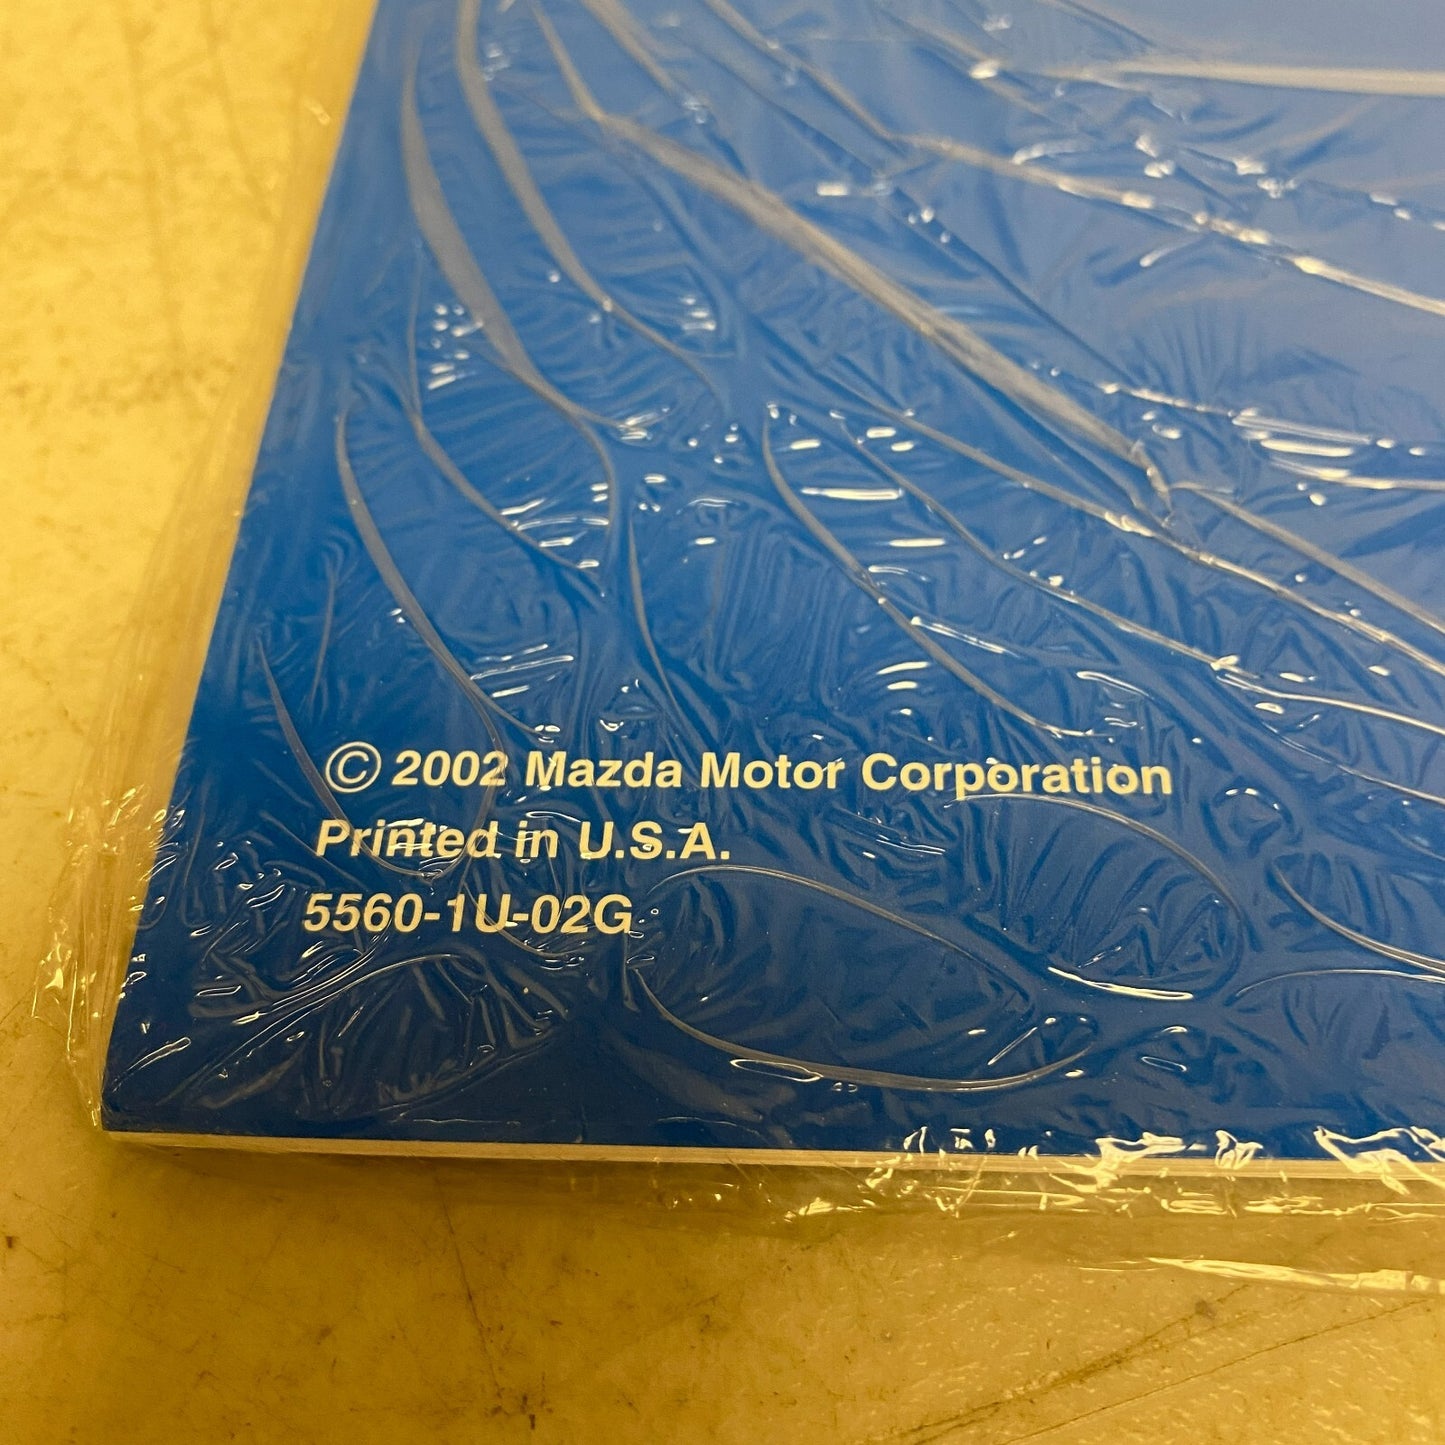 © 2002 Mazda Motor Corporation
Printed in U.S.A.
5560-1U-02G